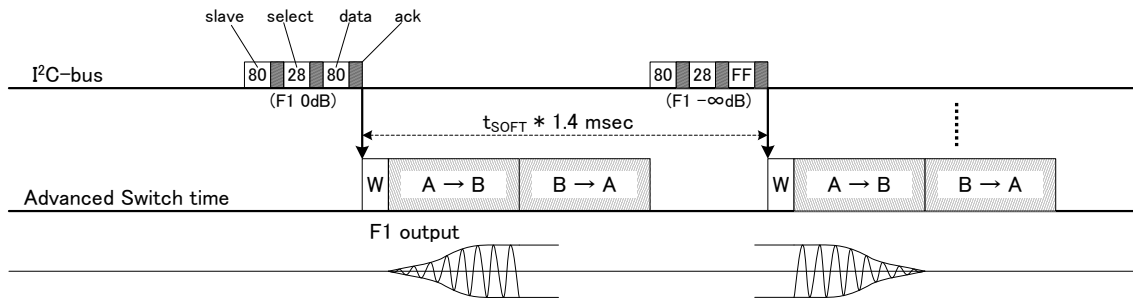 slave select data ack
I²C-bus 80 28 80 80 28 FF
(F1 0dB) (F1 −∞dB)
tSOFT * 1.4 msec
Advanced Switch time W A → B B → A W A → B B → A
F1 output